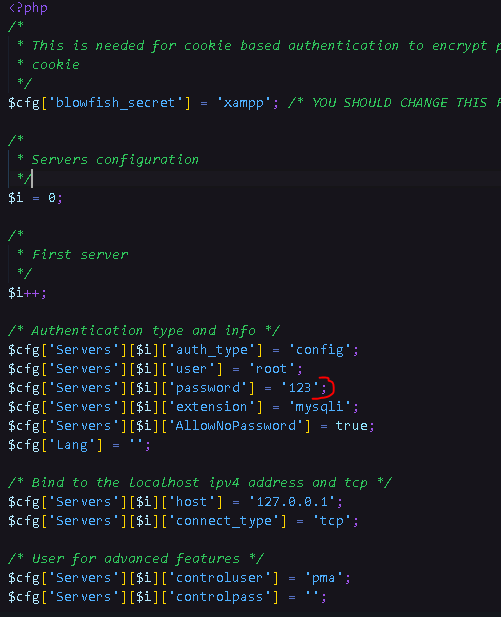 <?php
/*
* This is needed for cookie based authentication to encrypt
* cookie
*/
$cfg['blowfish_secret'] = 'xampp'; /* YOU SHOULD CHANGE THIS
/*
* Servers configuration
*/
$i = 0;
/*
* First server
*/
$i++;
/* Authentication type and info */
$cfg['Servers'][$i]['auth_type'] = 'config';
$cfg['Servers'][$i]['user'] = 'root';
$cfg['Servers'][$i]['password'] = '123';
$cfg['Servers'][$i]['extension'] = 'mysqli';
$cfg['Servers'][$i]['AllowNoPassword'] = true;
$cfg['Lang'] = '';
/* Bind to the localhost ipv4 address and tcp */
$cfg['Servers'][$i]['host'] = '127.0.0.1';
$cfg['Servers'][$i]['connect_type'] = 'tcp';
/* User for advanced features */
$cfg['Servers'][$i]['controluser'] = 'pma';
$cfg['Servers'][$i]['controlpass'] = '';